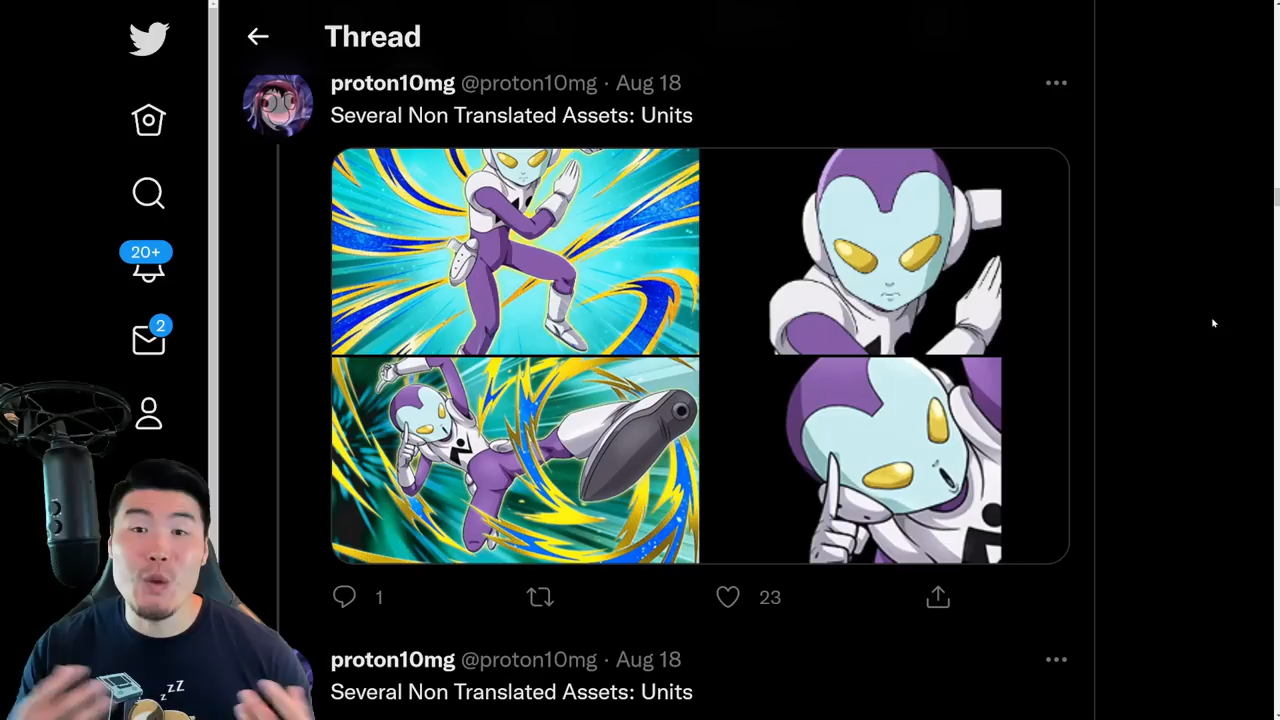 Thread
proton10mg @proton10mg · Aug 18
Several Non Translated Assets: Units
20+
2
1
23
proton10mg @proton10mg · Aug 18
Several Non Translated Assets: Units
z z Z